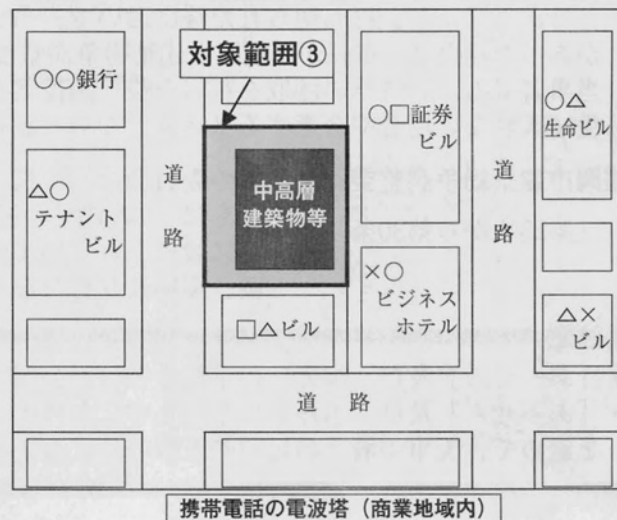 対象範囲③
○○銀行
○□証券
ビル
○△
生命ビル
△○
テナント
ビル
道
路
中高層
建築物等
道
路
×○
ビジネス
ホテル
□△ビル
△×
ビル
道 路
携帯電話の電波塔（商業地域内）